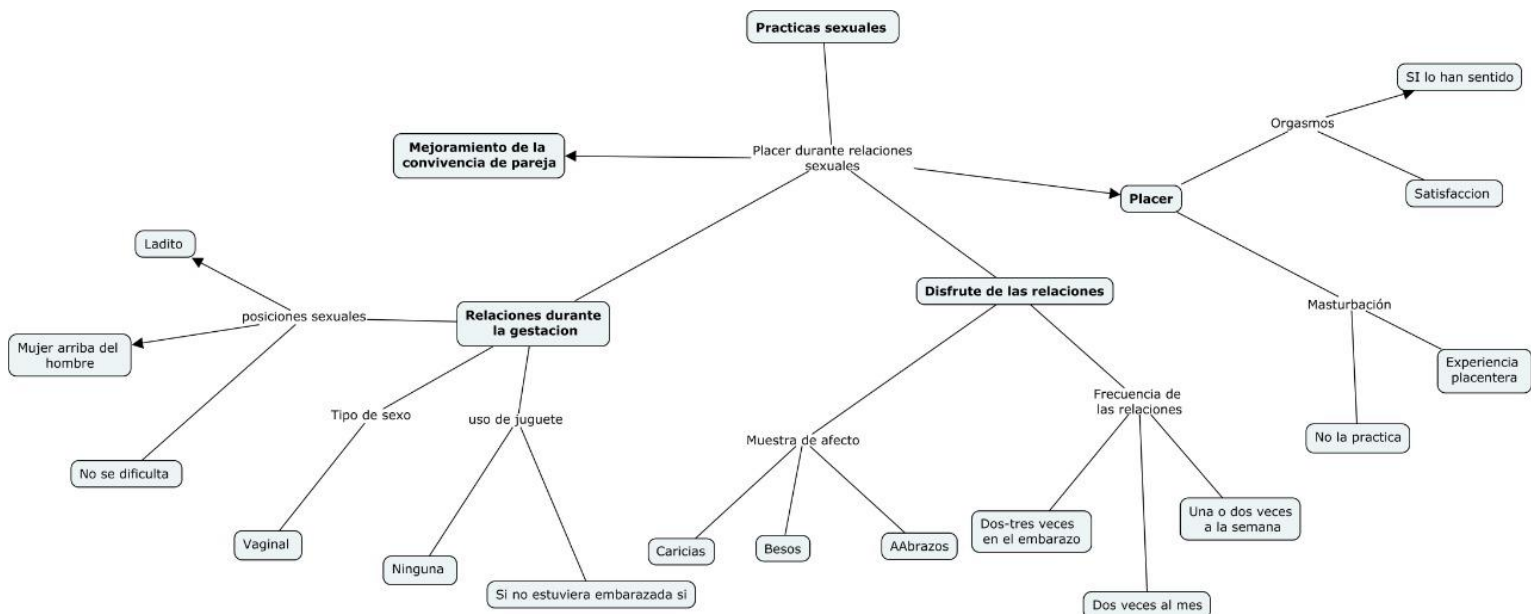 Practicas sexuales
SI lo han sentido
Orgasmos
Mejoramiento de la
convivencia de pareja
Placer durante relaciones
sexuales
Placer
Satisfaccion
Ladito
Disfrute de las relaciones
Masturbación
posiciones sexuales
Relaciones durante
la gestacion
Mujer arriba del
hombre
Experiencia
placentera
Frecuencia de
las relaciones
Tipo de sexo
uso de juguete
Muestra de afecto
No la practica
No se dificulta
Una o dos veces
a la semana
Dos-tres veces
en el embarazo
Vaginal
Caricias
Besos
AAbrazos
Ninguna
Si no estuviera embarazada si
Dos veces al mes